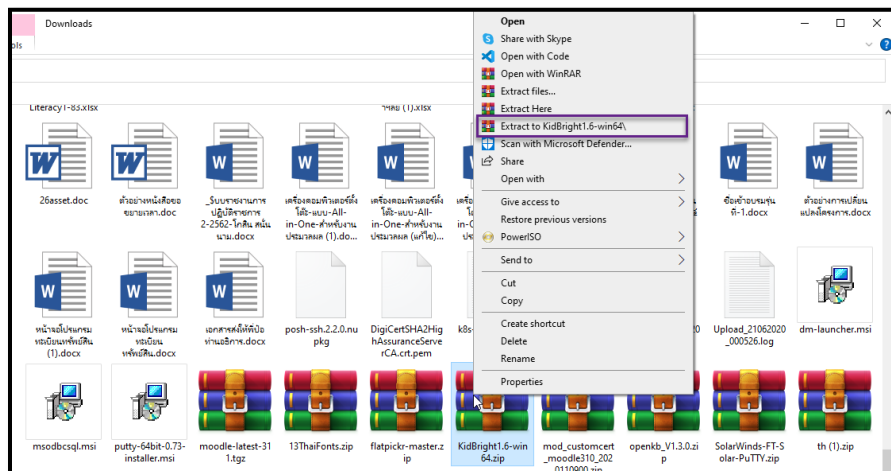 Downloads
ols
Open
Share with Skype
Open with Code
Open with WinRAR
Extract files...
Extract Here
Extract to KidBright1.6-win64\
Scan with Microsoft Defender...
Share
Open with
Give access to
Restore previous versions
PowerISO
Send to
Cut
Copy
Create shortcut
Delete
Rename
Properties
Literacy1-83.xlsx
(1).xlsx
26asset.doc
ตัวอย่างหนังสือขอ
ขยายเวลา.doc
_รับรายงานการ
ปฏิบัติราชการ
2-2562-โกสิน สนั่น
นาม.docx
เครื่องคอมพิวเตอร์ตั้ง
โต๊ะ-แบบ-All-
in-One-สำหรับงาน
ประมวลผล (1).do...
เครื่องคอมพิวเตอร์ตั้ง
โต๊ะ-แบบ-All-
in-One-สำหรับงาน
ประมวลผล (แก้ไข)...
ชื่อเข้าอบรมรุ่น
ที่-1.docx
ตัวอย่างการเปลี่ยน
แปลงโครงการ.docx
หน้าจอโปรแกรม
ทะเบียนทรัพย์สิน
(1).docx
หน้าจอโปรแกรม
ทะเบียน
ทรัพย์สิน.docx
เอกสารส่งให้พี่ป้อ
ท่านอธิการ.docx
posh-ssh.2.2.0.nu
pkg
DigiCertSHA2Hig
hAssuranceServe
rCA.crt.pem
k8s-
Upload_21062020
_000526.log
dm-launcher.msi
msodbcsql.msi
putty-64bit-0.73-
installer.msi
moodle-latest-31
1.tgz
13ThaiFonts.zip
flatpickr-master.z
ip
KidBright1.6-win
64.zip
mod_customcert
_moodle310_202
0110900.zip
openkb_V1.3.0.zi
p
SolarWinds-FT-S
olar-PuTTY.zip
th (1).zip